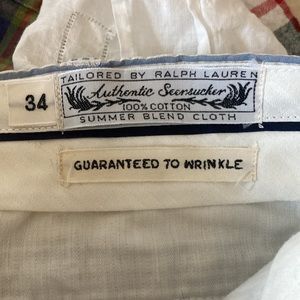 TAILORED BY RALPH LAUREN
34
Authentic Seersucker
100% COTTON
SUMMER BLEND CLOTH
GUARANTEED TO WRINKLE